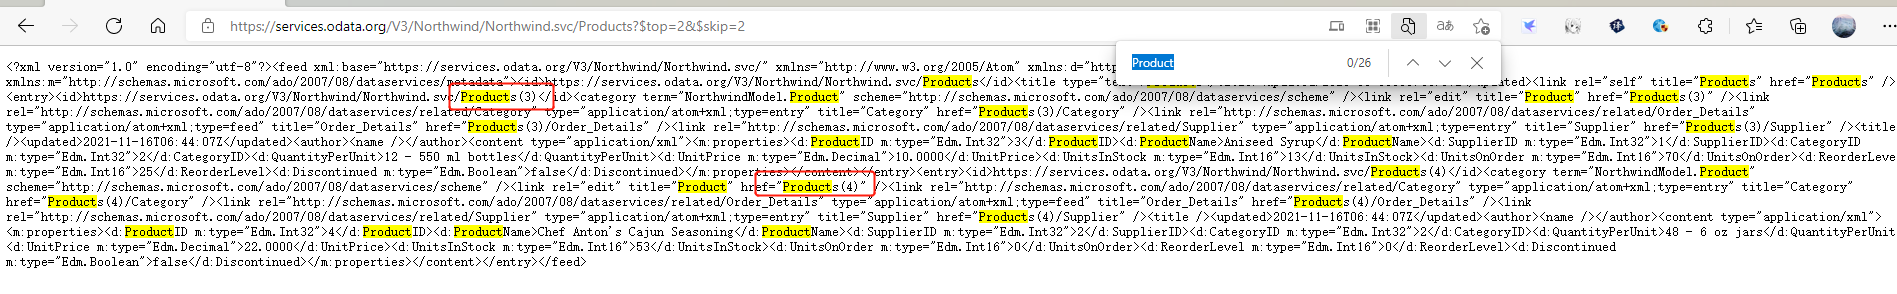 https://services.odata.org/V3/Northwind/Northwind.svc/Products?$top=2&$skip=2
Product
0/26
<?xml version="1.0" encoding="utf-8"?><feed xml:base="https://services.odata.org/V3/Northwind/Northwind.svc/" xmlns="http://www.w3.org/2005/Atom" xmlns:d="htt
xmlns:m="http://schemas.microsoft.com/ado/2007/08/dataservices/metadata"><id>https://services.odata.org/V3/Northwind/Northwind.svc/Products</id><title type="te
ated><link rel="self" title="Products" href="Products" />
<entry><id>https://services.odata.org/V3/Northwind/Northwind.svc/Products(3)</id><category term="NorthwindModel.Product" scheme="http://schemas.microsoft.com/ado/2007/08/dataservices/scheme" /><link rel="edit" title="Product" href="Products(3)" /><link
rel="http://schemas.microsoft.com/ado/2007/08/dataservices/related/Category" type="application/atom+xml;type=entry" title="Category" href="Products(3)/Category" /><link rel="http://schemas.microsoft.com/ado/2007/08/dataservices/related/Order_Details"
type="application/atom+xml;type=feed" title="Order_Details" href="Products(3)/Order_Details" /><link rel="http://schemas.microsoft.com/ado/2007/08/dataservices/related/Supplier" type="application/atom+xml;type=entry" title="Supplier" href="Products(3)/Supplier" /><title
/><updated>2021-11-16T06:44:07Z</updated><author><name /></author><content type="application/xml"><m:properties><d:ProductID m:type="Edm.Int32">3</d:ProductID><d:ProductName>Aniseed Syrup</d:ProductName><d:SupplierID m:type="Edm.Int32">1</d:SupplierID><d:CategoryID
m:type="Edm.Int32">2</d:CategoryID><d:QuantityPerUnit>12 - 550 ml bottles</d:QuantityPerUnit><d:UnitPrice m:type="Edm.Decimal">10.0000</d:UnitPrice><d:UnitsInStock m:type="Edm.Int16">13</d:UnitsInStock><d:UnitsOnOrder m:type="Edm.Int16">70</d:UnitsOnOrder><d:ReorderLevel
m:type="Edm.Int16">25</d:ReorderLevel><d:Discontinued m:type="Edm.Boolean">false</d:Discontinued></m:properties></content></entry><entry><id>https://services.odata.org/V3/Northwind/Northwind.svc/Products(4)</id><category term="NorthwindModel.Product"
scheme="http://schemas.microsoft.com/ado/2007/08/dataservices/scheme" /><link rel="edit" title="Product" href="Products(4)" /><link rel="http://schemas.microsoft.com/ado/2007/08/dataservices/related/Category" type="application/atom+xml;type=entry" title="Category"
href="Products(4)/Category" /><link rel="http://schemas.microsoft.com/ado/2007/08/dataservices/related/Order_Details" type="application/atom+xml;type=feed" title="Order_Details" href="Products(4)/Order_Details" /><link
rel="http://schemas.microsoft.com/ado/2007/08/dataservices/related/Supplier" type="application/atom+xml;type=entry" title="Supplier" href="Products(4)/Supplier" /><title /><updated>2021-11-16T06:44:07Z</updated><author><name /></author><content type="application/xml">
<m:properties><d:ProductID m:type="Edm.Int32">4</d:ProductID><d:ProductName>Chef Anton's Cajun Seasoning</d:ProductName><d:SupplierID m:type="Edm.Int32">2</d:SupplierID><d:CategoryID m:type="Edm.Int32">2</d:CategoryID><d:QuantityPerUnit>48 - 6 oz jars</d:QuantityPerUnit>
<d:UnitPrice m:type="Edm.Decimal">22.0000</d:UnitPrice><d:UnitsInStock m:type="Edm.Int16">53</d:UnitsInStock><d:UnitsOnOrder m:type="Edm.Int16">0</d:UnitsOnOrder><d:ReorderLevel m:type="Edm.Int16">0</d:ReorderLevel><d:Discontinued
m:type="Edm.Boolean">false</d:Discontinued></m:properties></content></entry></feed>